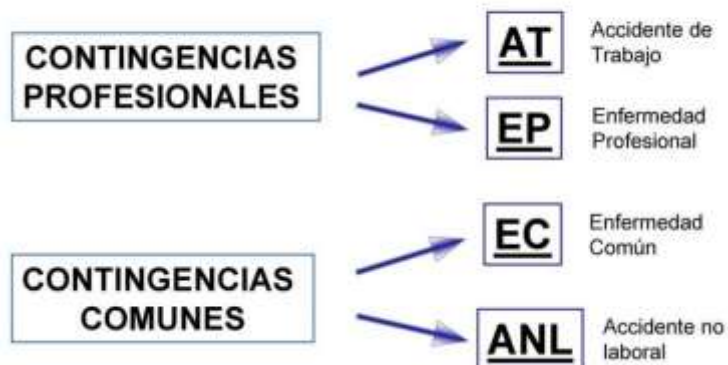 CONTINGENCIAS
PROFESIONALES
AT
Accidente de
Trabajo
EP
Enfermedad
Profesional
CONTINGENCIAS
COMUNES
EC
Enfermedad
Común
ANL
Accidente no
laboral